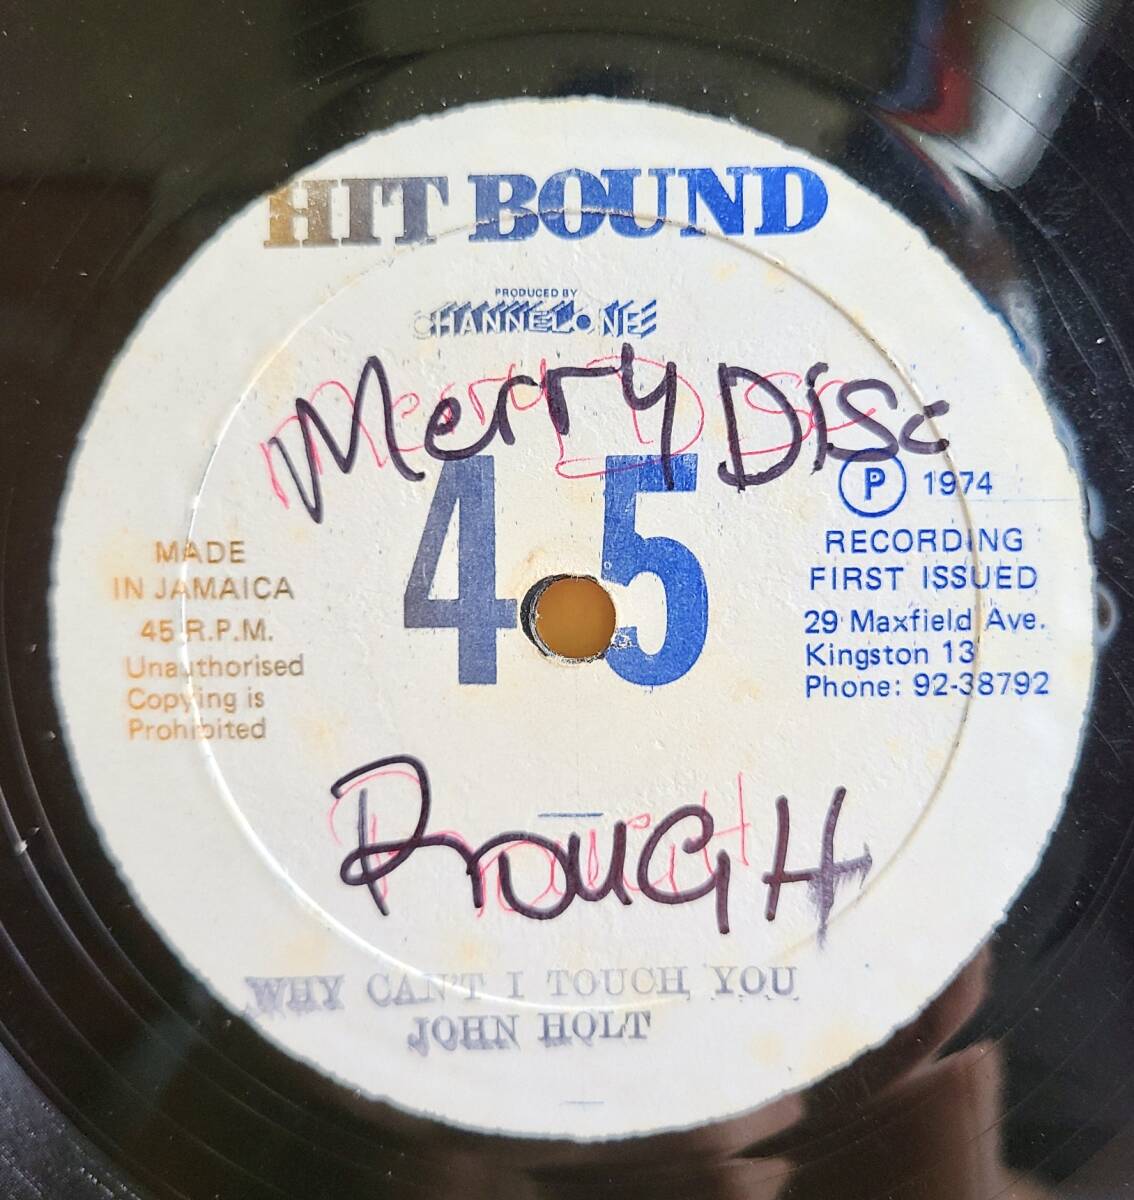 HIT BOUND
PRODUCED BY
CHANNEL ONE
Merry Disc
Merry Disc
45
MADE
IN JAMAICA
45 R.P.M.
Unauthorised
Copying is
Prohibited
℗ 1974
RECORDING
FIRST ISSUED
29 Maxfield Ave.
Kingston 13
Phone: 92-38792
ROUGH
ROUGH
WHY CAN'T I TOUCH YOU
JOHN HOLT